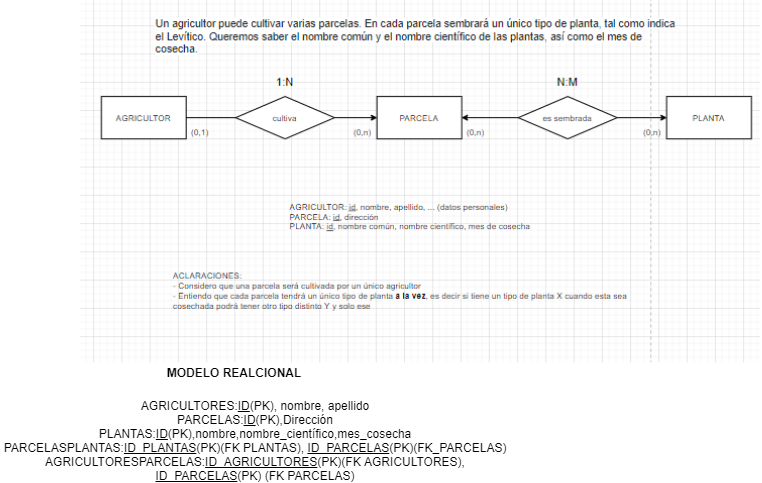 Un agricultor puede cultivar varias parcelas. En cada parcela sembrará un único tipo de planta, tal como indica
el Levítico. Queremos saber el nombre común y el nombre científico de las plantas, así como el mes de
cosecha.
1:N
N:M
AGRICULTOR
cultiva
PARCELA
es sembrada
PLANTA
(0,1)
(0,n)
(0,n)
(0,n)
AGRICULTOR: id, nombre, apellido, ... (datos personales)
PARCELA: id, dirección
PLANTA: id, nombre común, nombre científico, mes de cosecha
ACLARACIONES:
- Considero que una parcela será cultivada por un único agricultor
- Entiendo que cada parcela tendrá un único tipo de planta a la vez, es decir si tiene un tipo de planta X cuando esta sea
cosechada podrá tener otro tipo distinto Y y solo ese
MODELO REALCIONAL
AGRICULTORES:ID(PK), nombre, apellido
PARCELAS:ID(PK),Dirección
PLANTAS:ID(PK),nombre,nombre_científico,mes_cosecha
PARCELASPLANTAS:ID_PLANTAS(PK)(FK PLANTAS), ID_PARCELAS(PK)(FK_PARCELAS)
AGRICULTORESPARCELAS:ID_AGRICULTORES(PK)(FK AGRICULTORES),
ID_PARCELAS(PK) (FK PARCELAS)